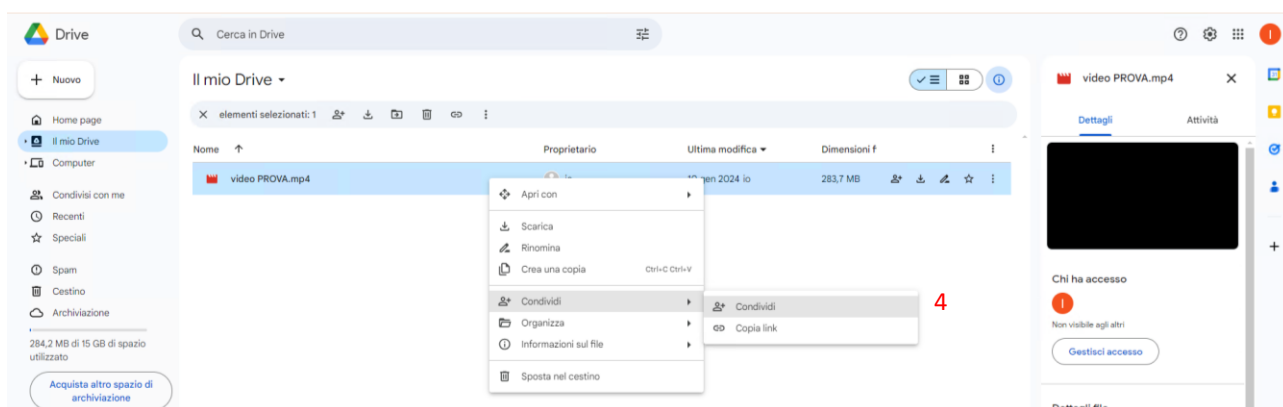 Drive
Cerca in Drive
I
Nuovo
Il mio Drive
video PROVA.mp4
elementi selezionati: 1
Dettagli
Attività
Home page
Il mio Drive
Computer
Condivisi con me
Recenti
Speciali
Spam
Cestino
Archiviazione
284,2 MB di 15 GB di spazio
utilizzato
Acquista altro spazio di
archiviazione
Nome
Proprietario
Ultima modifica
Dimensioni f
video PROVA.mp4
gen 2024 io
283,7 MB
Apri con
Scarica
Rinomina
Crea una copia
Ctrl+C Ctrl+V
Condividi
Organizza
Informazioni sul file
Sposta nel cestino
Condividi
Copia link
4
Chi ha accesso
I
Non visibile agli altri
Gestisci accesso